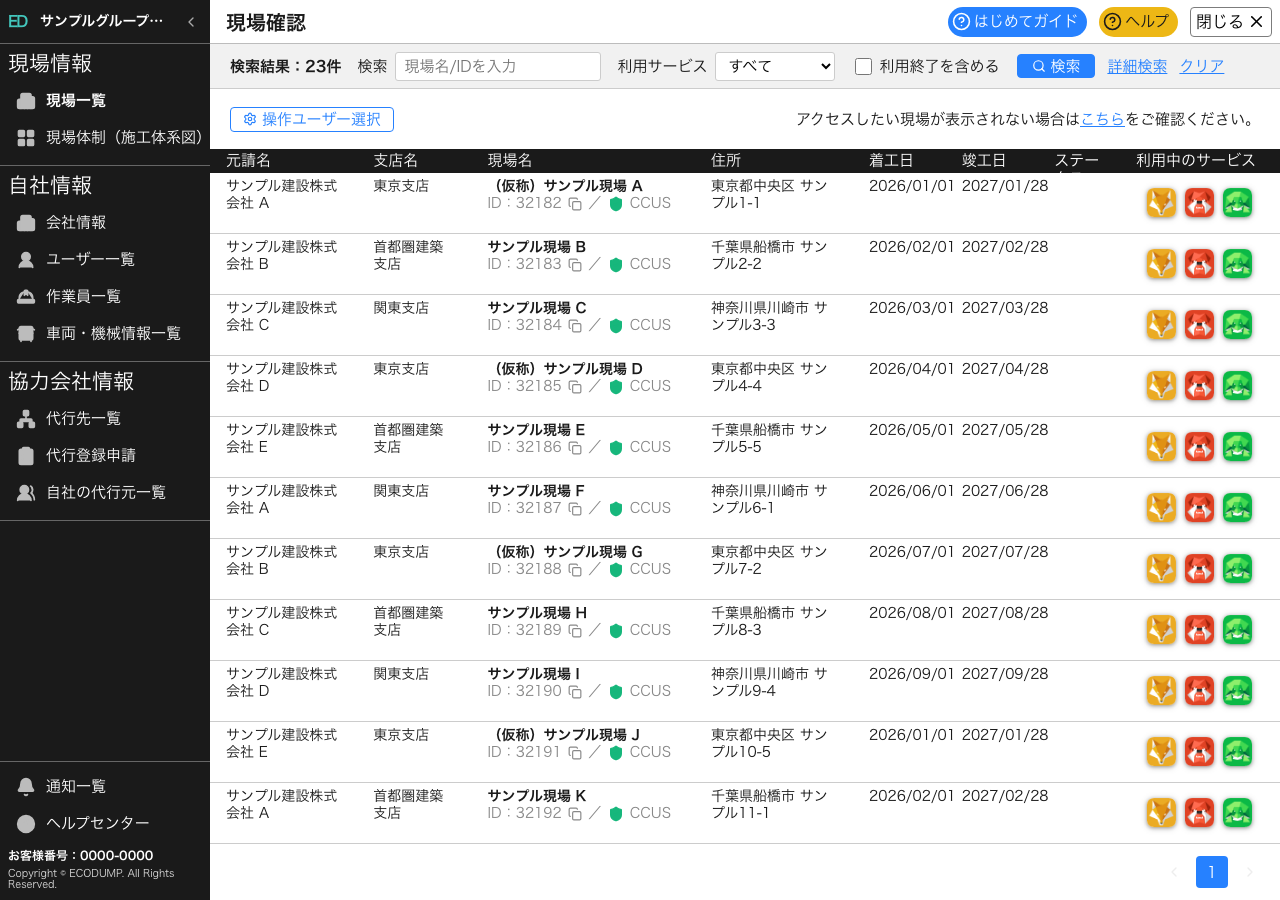 ED サンプルグループ…
現場情報
現場一覧
現場体制（施工体系図）
自社情報
会社情報
ユーザー一覧
作業員一覧
車両・機械情報一覧
協力会社情報
代行先一覧
代行登録申請
自社の代行元一覧
通知一覧
ヘルプセンター
お客様番号：0000-0000
Copyright © ECODUMP. All Rights
Reserved.
現場確認
はじめてガイド
ヘルプ
閉じる
検索結果：23件 検索 現場名/IDを入力 利用サービス すべて 利用終了を含める 検索 詳細検索 クリア
操作ユーザー選択
アクセスしたい現場が表示されない場合はこちらをご確認ください。
元請名 支店名 現場名 住所 着工日 竣工日 ステー 利用中のサービス
サンプル建設株式 東京支店 （仮称）サンプル現場 A 東京都中央区 サン 2026/01/01 2027/01/28
会社 A ID：32182 ／ CCUS プル1-1
サンプル建設株式 首都圏建築 サンプル現場 B 千葉県船橋市 サン 2026/02/01 2027/02/28
会社 B 支店 ID：32183 ／ CCUS プル2-2
サンプル建設株式 関東支店 サンプル現場 C 神奈川県川崎市 サ 2026/03/01 2027/03/28
会社 C ID：32184 ／ CCUS ンプル3-3
サンプル建設株式 東京支店 （仮称）サンプル現場 D 東京都中央区 サン 2026/04/01 2027/04/28
会社 D ID：32185 ／ CCUS プル4-4
サンプル建設株式 首都圏建築 サンプル現場 E 千葉県船橋市 サン 2026/05/01 2027/05/28
会社 E 支店 ID：32186 ／ CCUS プル5-5
サンプル建設株式 関東支店 サンプル現場 F 神奈川県川崎市 サ 2026/06/01 2027/06/28
会社 A ID：32187 ／ CCUS ンプル6-1
サンプル建設株式 東京支店 （仮称）サンプル現場 G 東京都中央区 サン 2026/07/01 2027/07/28
会社 B ID：32188 ／ CCUS プル7-2
サンプル建設株式 首都圏建築 サンプル現場 H 千葉県船橋市 サン 2026/08/01 2027/08/28
会社 C 支店 ID：32189 ／ CCUS プル8-3
サンプル建設株式 関東支店 サンプル現場 I 神奈川県川崎市 サ 2026/09/01 2027/09/28
会社 D ID：32190 ／ CCUS ンプル9-4
サンプル建設株式 東京支店 （仮称）サンプル現場 J 東京都中央区 サン 2026/01/01 2027/01/28
会社 E ID：32191 ／ CCUS プル10-5
サンプル建設株式 首都圏建築 サンプル現場 K 千葉県船橋市 サン 2026/02/01 2027/02/28
会社 A 支店 ID：32192 ／ CCUS プル11-1
1